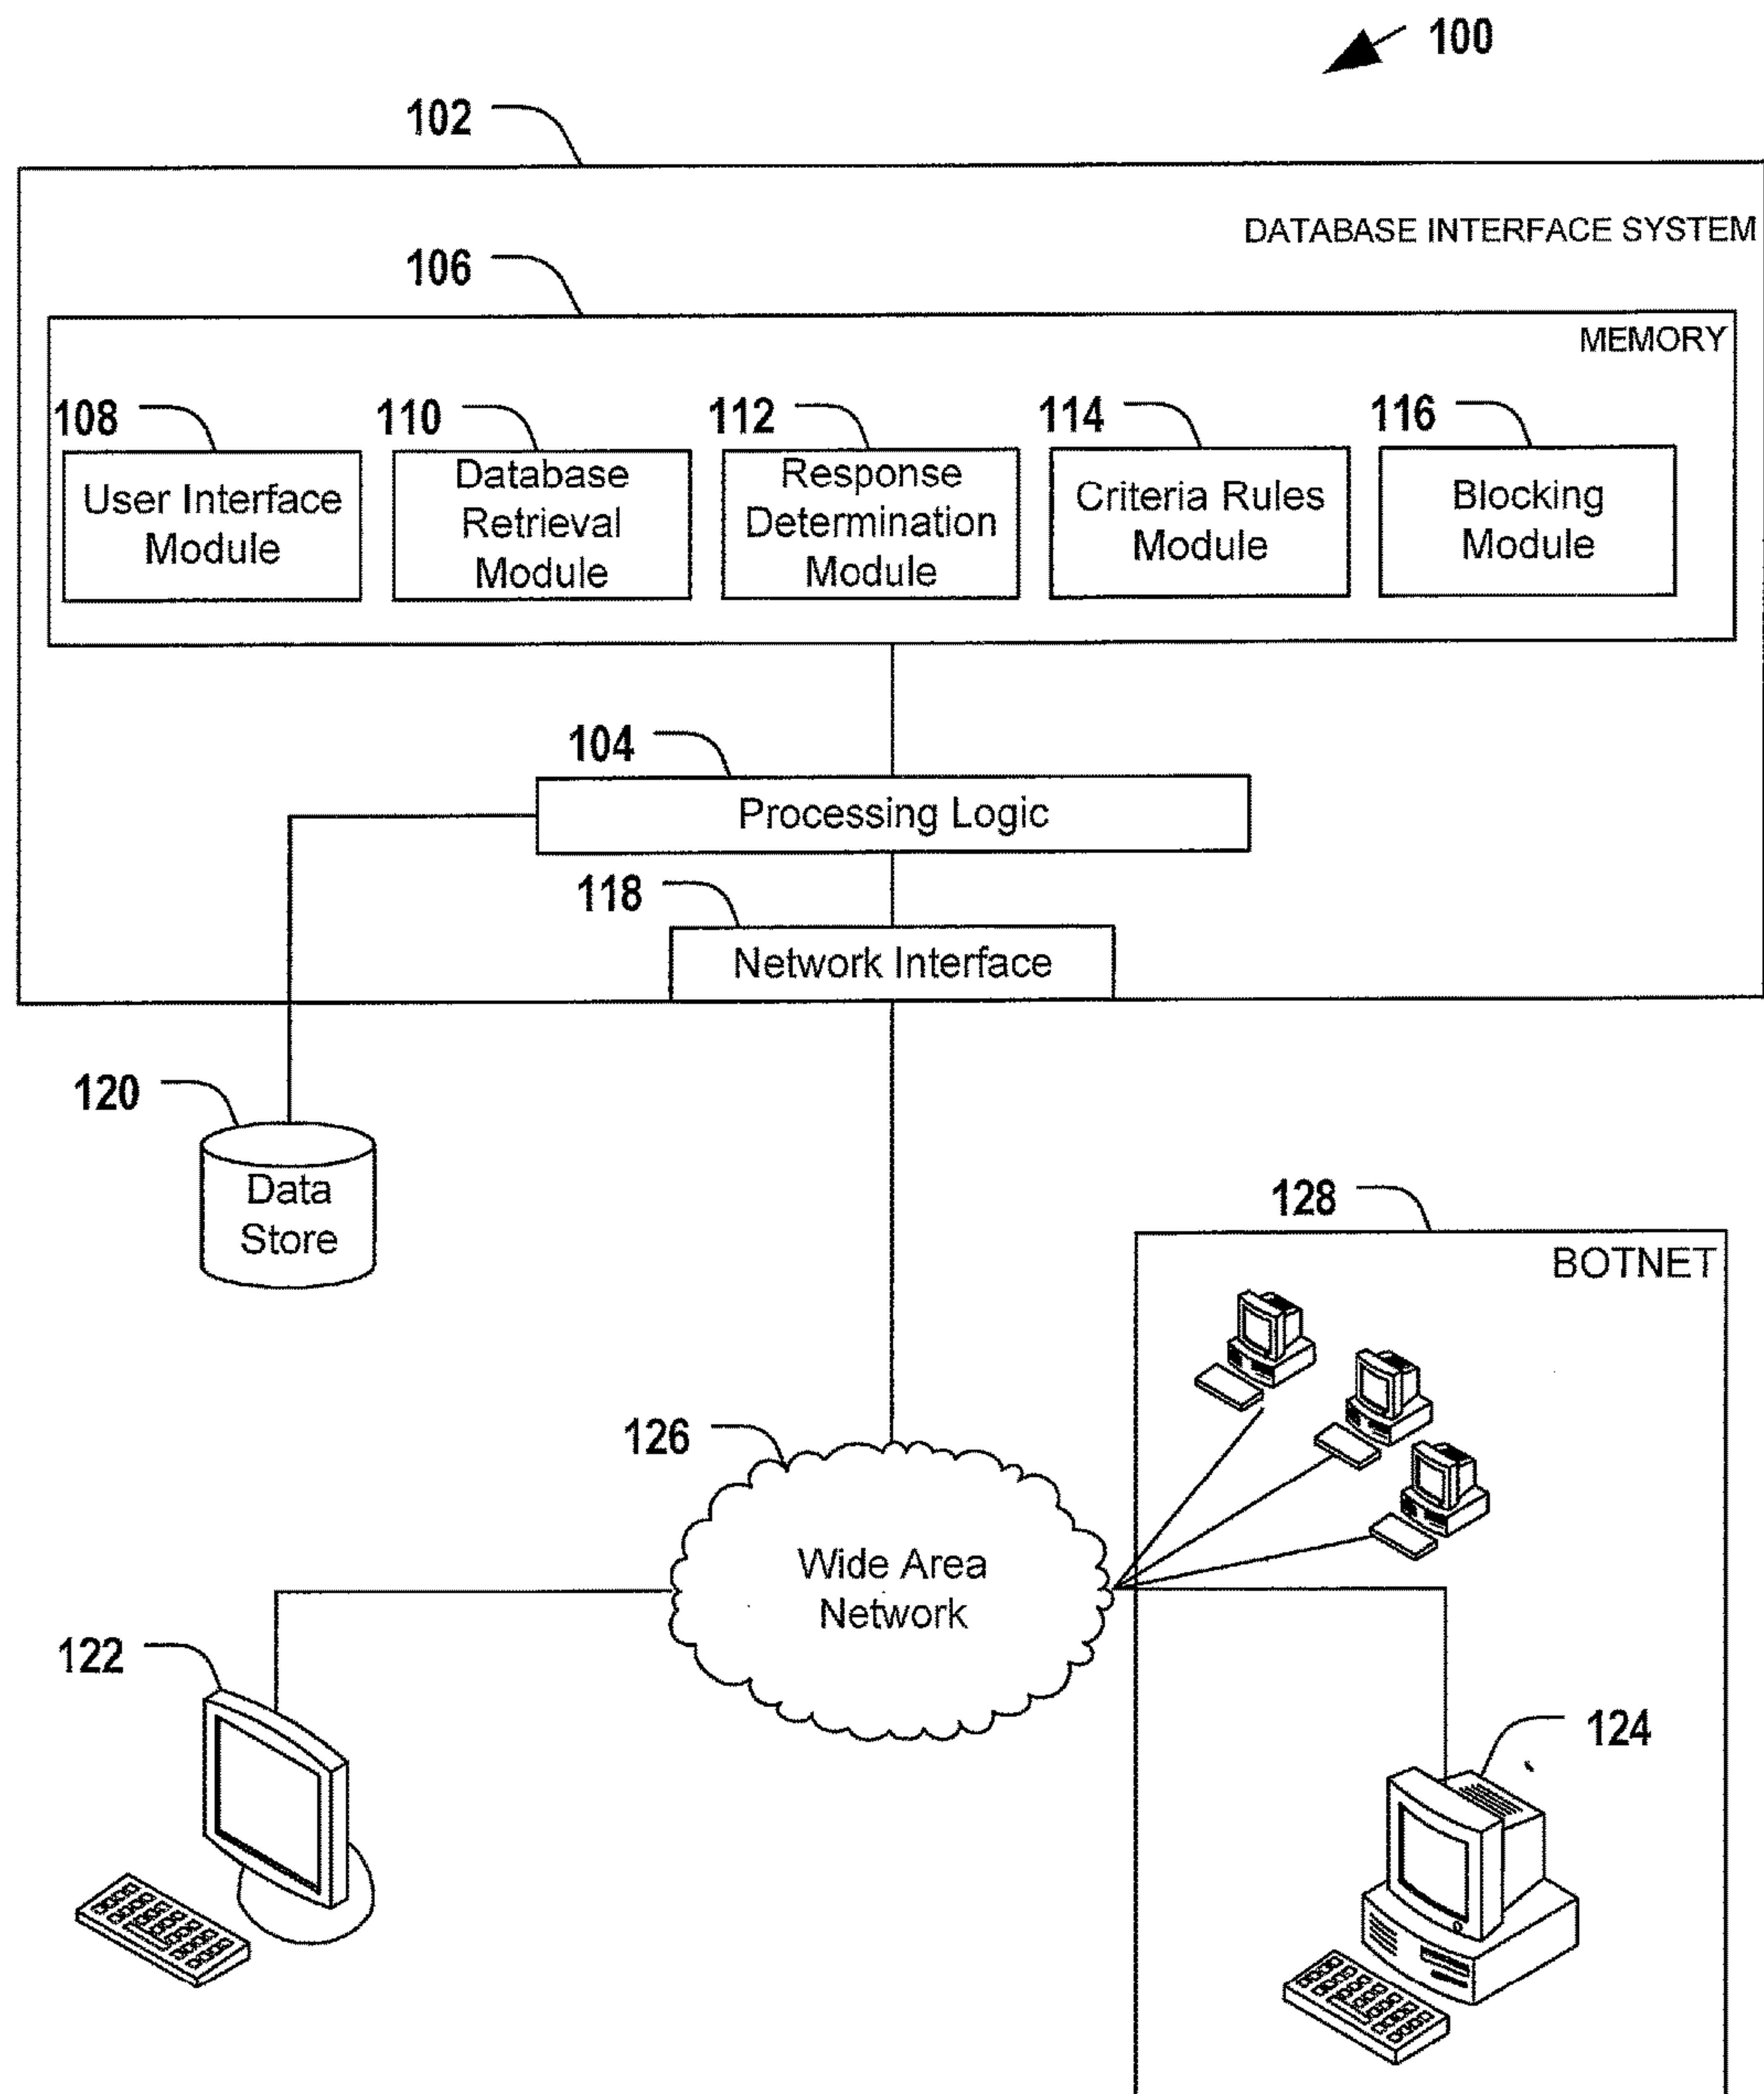 100
102
DATABASE INTERFACE SYSTEM
106
MEMORY
108
110
112
114
116
User Interface
Module
Database
Retrieval
Module
Response
Determination
Module
Criteria Rules
Module
Blocking
Module
104
Processing Logic
118
Network Interface
120
Data
Store
128
BOTNET
126
Wide Area
Network
122
124